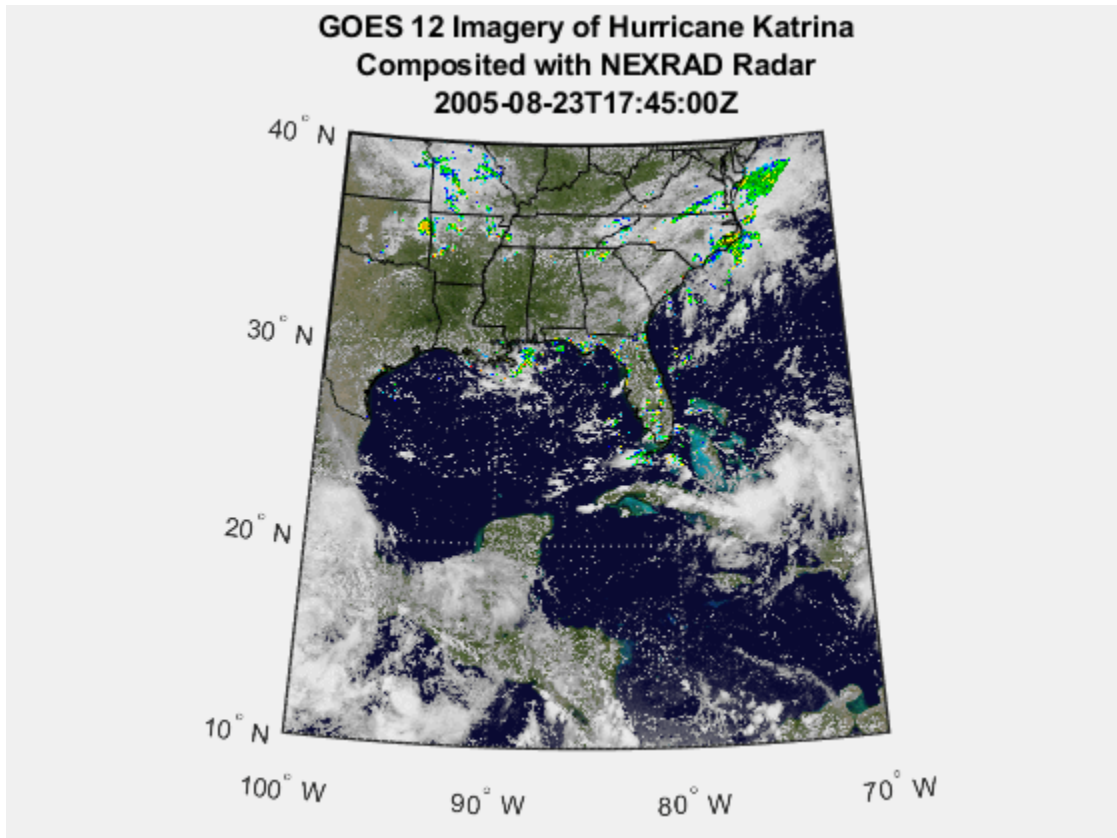 GOES 12 Imagery of Hurricane Katrina
Composited with NEXRAD Radar
2005-08-23T17:45:00Z
40° N
30° N
20° N
10° N
100° W
90° W
80° W
70° W